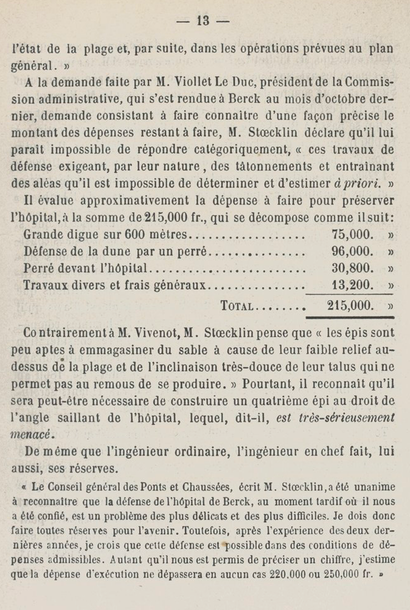 — 13 —
l'état de la plage et, par suite, dans les opérations prévues au plan
général. »
A la demande faite par M. Viollet Le Duc, président de la Commis-
sion administrative, qui s'est rendue à Berck au mois d'octobre der-
nier, demande consistant à faire connaître d'une façon précise le
montant des dépenses restant à faire, M. Stœcklin déclare qu'il lui
paraît impossible de répondre catégoriquement, « ces travaux de
défense exigeant, par leur nature, des tâtonnements et entraînant
des aléas qu'il est impossible de déterminer et d'estimer à priori. »
Il évalue approximativement la dépense à faire pour préserver
l'hôpital, à la somme de 215,000 fr., qui se décompose comme il suit:
Grande digue sur 600 mètres........................ 75,000. »
Défense de la dune par un perré.................... 96,000. »
Perré devant l'hôpital............................. 30,800. »
Travaux divers et frais généraux................... 13,200. »
TOTAL........ 215,000. »
Contrairement à M. Vivenot, M. Stœcklin pense que « les épis sont
peu aptes à emmagasiner du sable à cause de leur faible relief au-
dessus de la plage et de l'inclinaison très-douce de leur talus qui ne
permet pas au remous de se produire. » Pourtant, il reconnaît qu'il
sera peut-être nécessaire de construire un quatrième épi au droit de
l'angle saillant de l'hôpital, lequel, dit-il, est très-sérieusement
menacé.
De même que l'ingénieur ordinaire, l'ingénieur en chef fait, lui
aussi, ses réserves.
« Le Conseil général des Ponts et Chaussées, écrit M. Stœcklin, a été unanime
à reconnaître que la défense de l'hôpital de Berck, au moment tardif où il nous
a été confié, est un problème des plus délicats et des plus difficiles. Je dois donc
faire toutes réserves pour l'avenir. Toutefois, après l'expérience des deux der-
nières années, je crois que cette défense est possible dans des conditions de dé-
penses admissibles. Autant qu'il nous est permis de préciser un chiffre, j'estime
que la dépense d'exécution ne dépassera en aucun cas 220,000 ou 250,000 fr. »